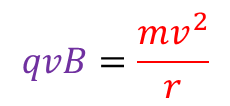 qvB = mv²/r